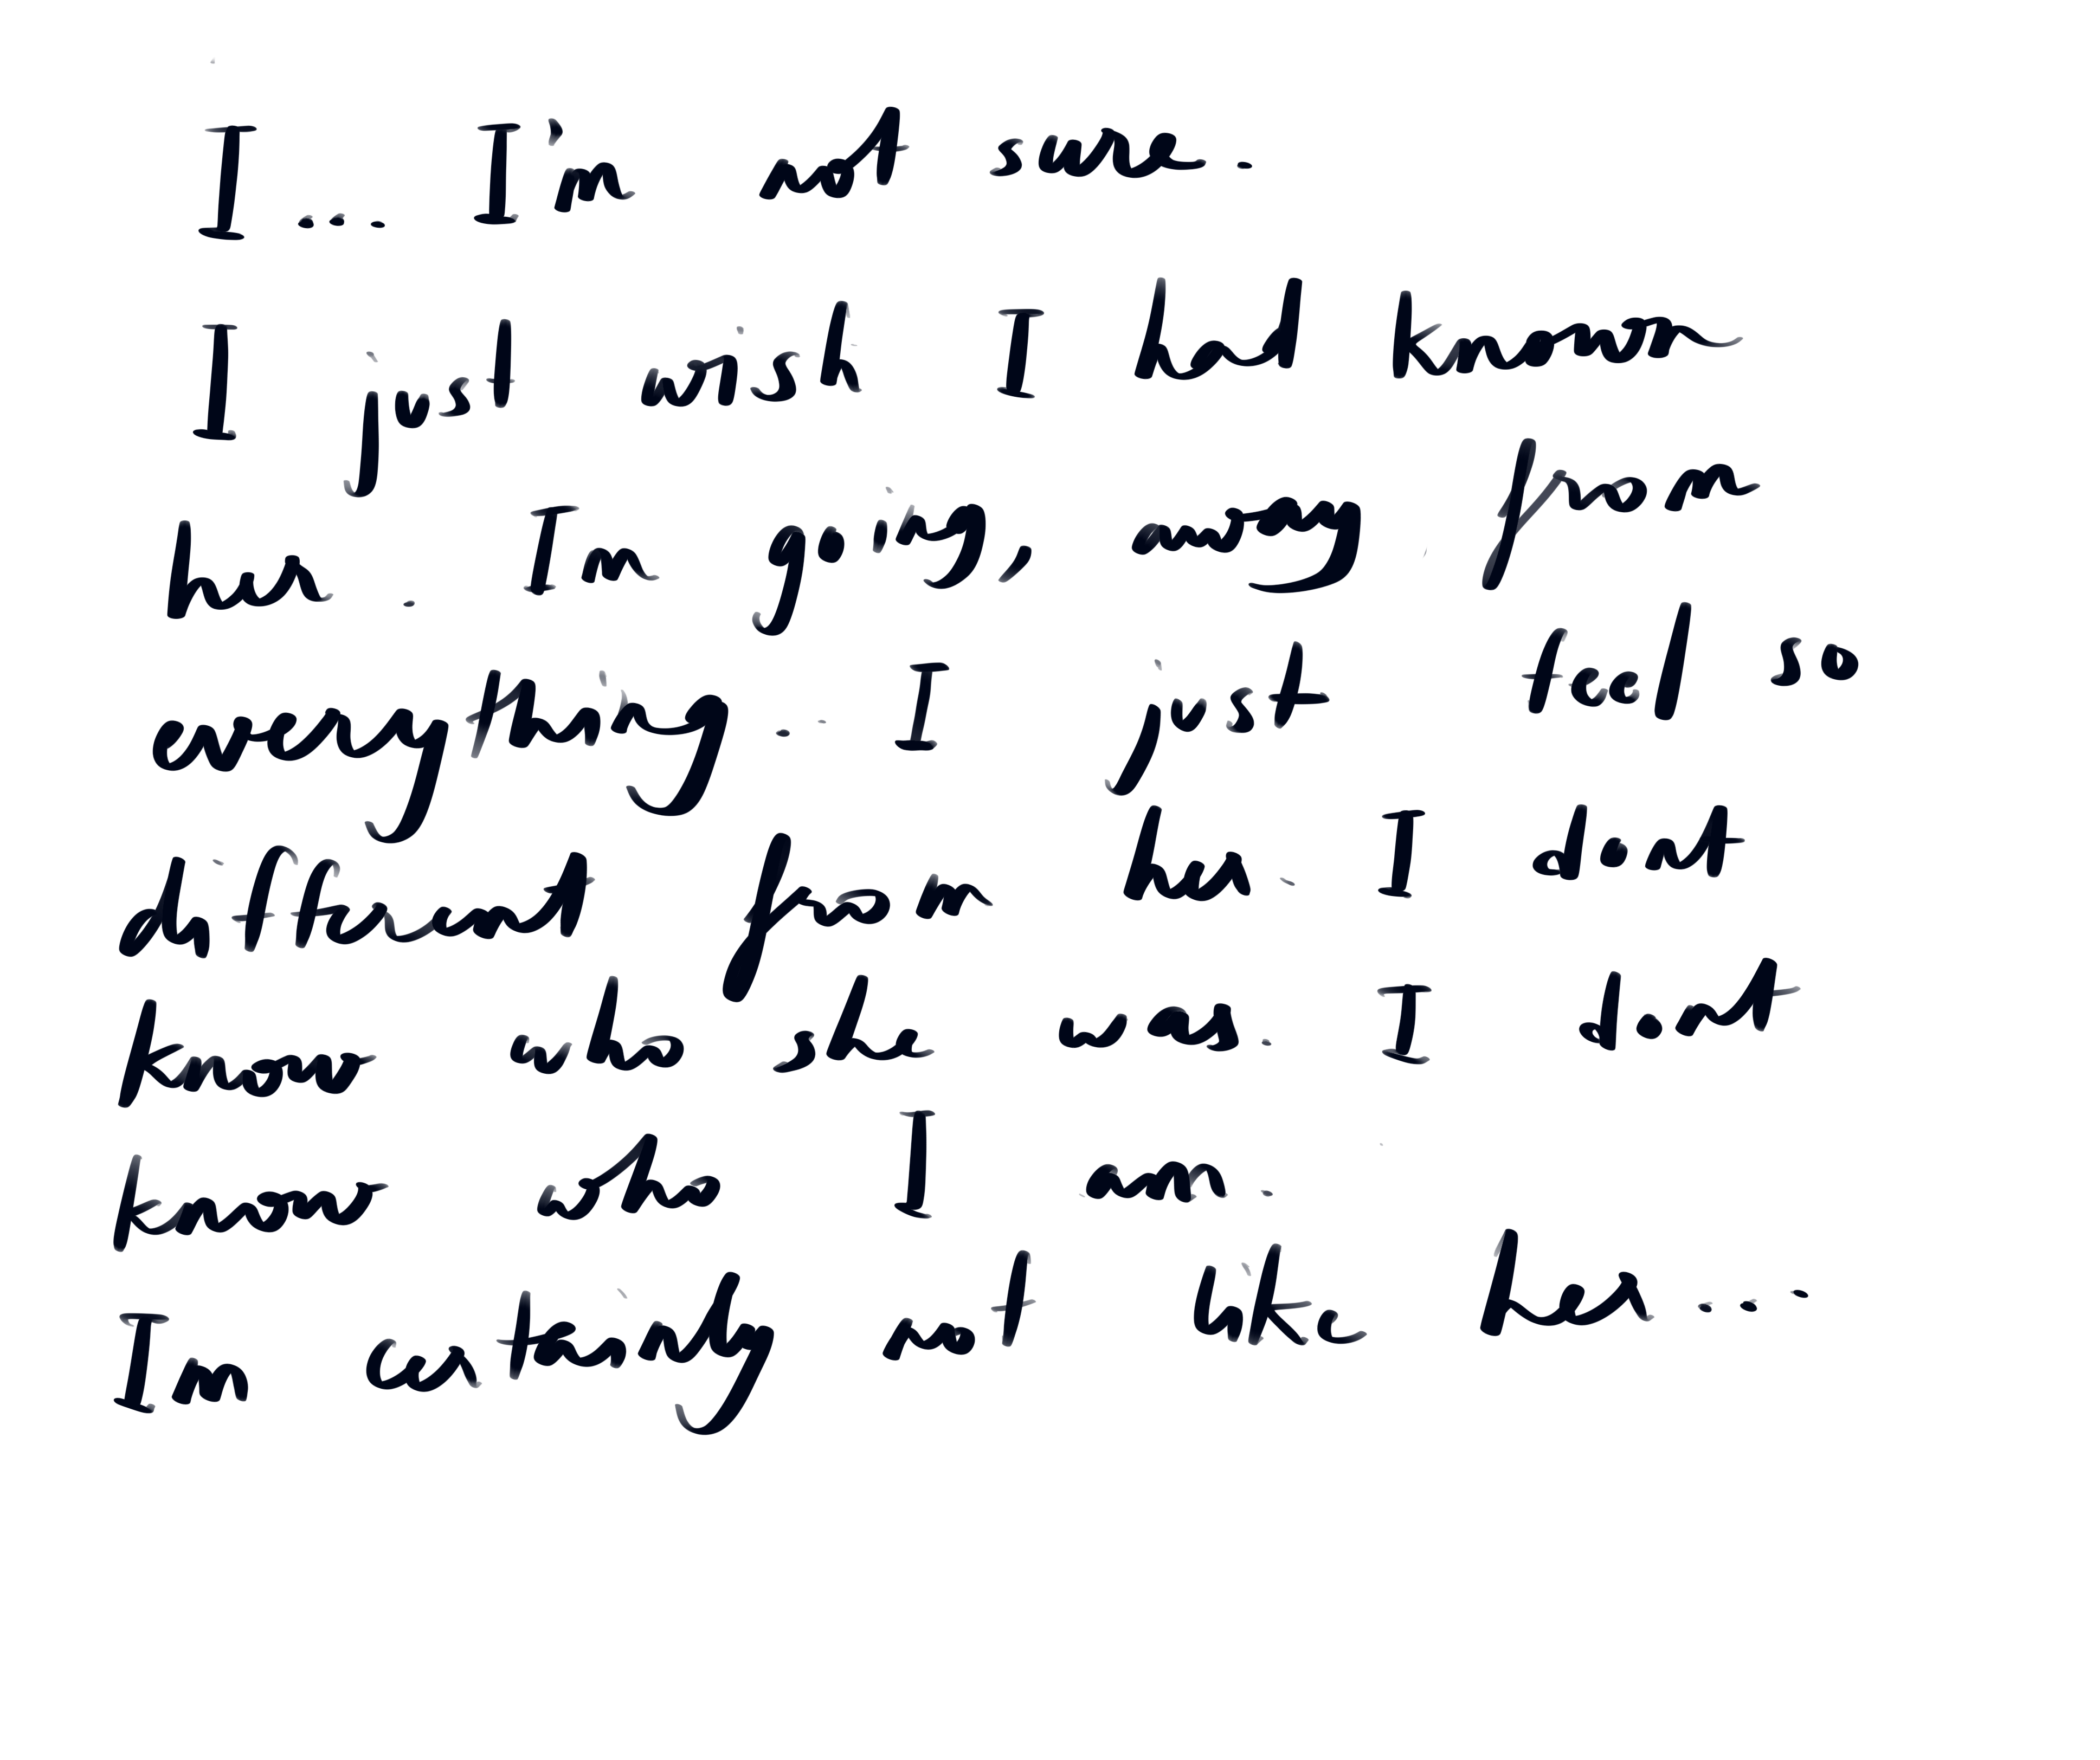 I... I'm not sure.
I just wish I had known
her. Im going, away from
everything.. I just feel so
different from her. I dont
know who she was. I dont
know who I am.
Im certainly not like her...